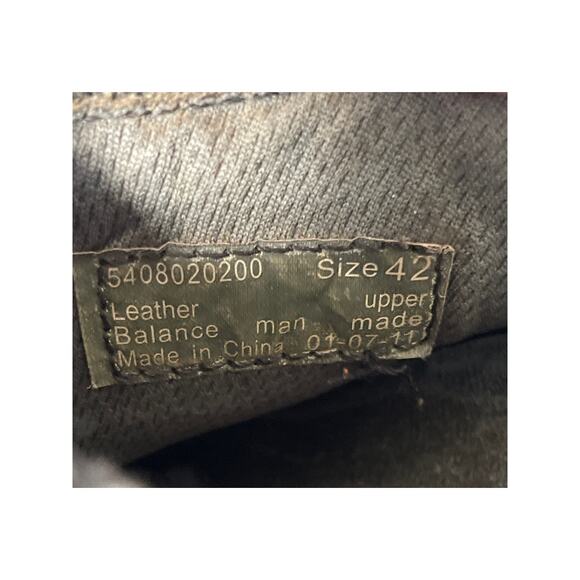 5408020200 Size 42
Leather upper
Balance man made
Made in China 01-07-11